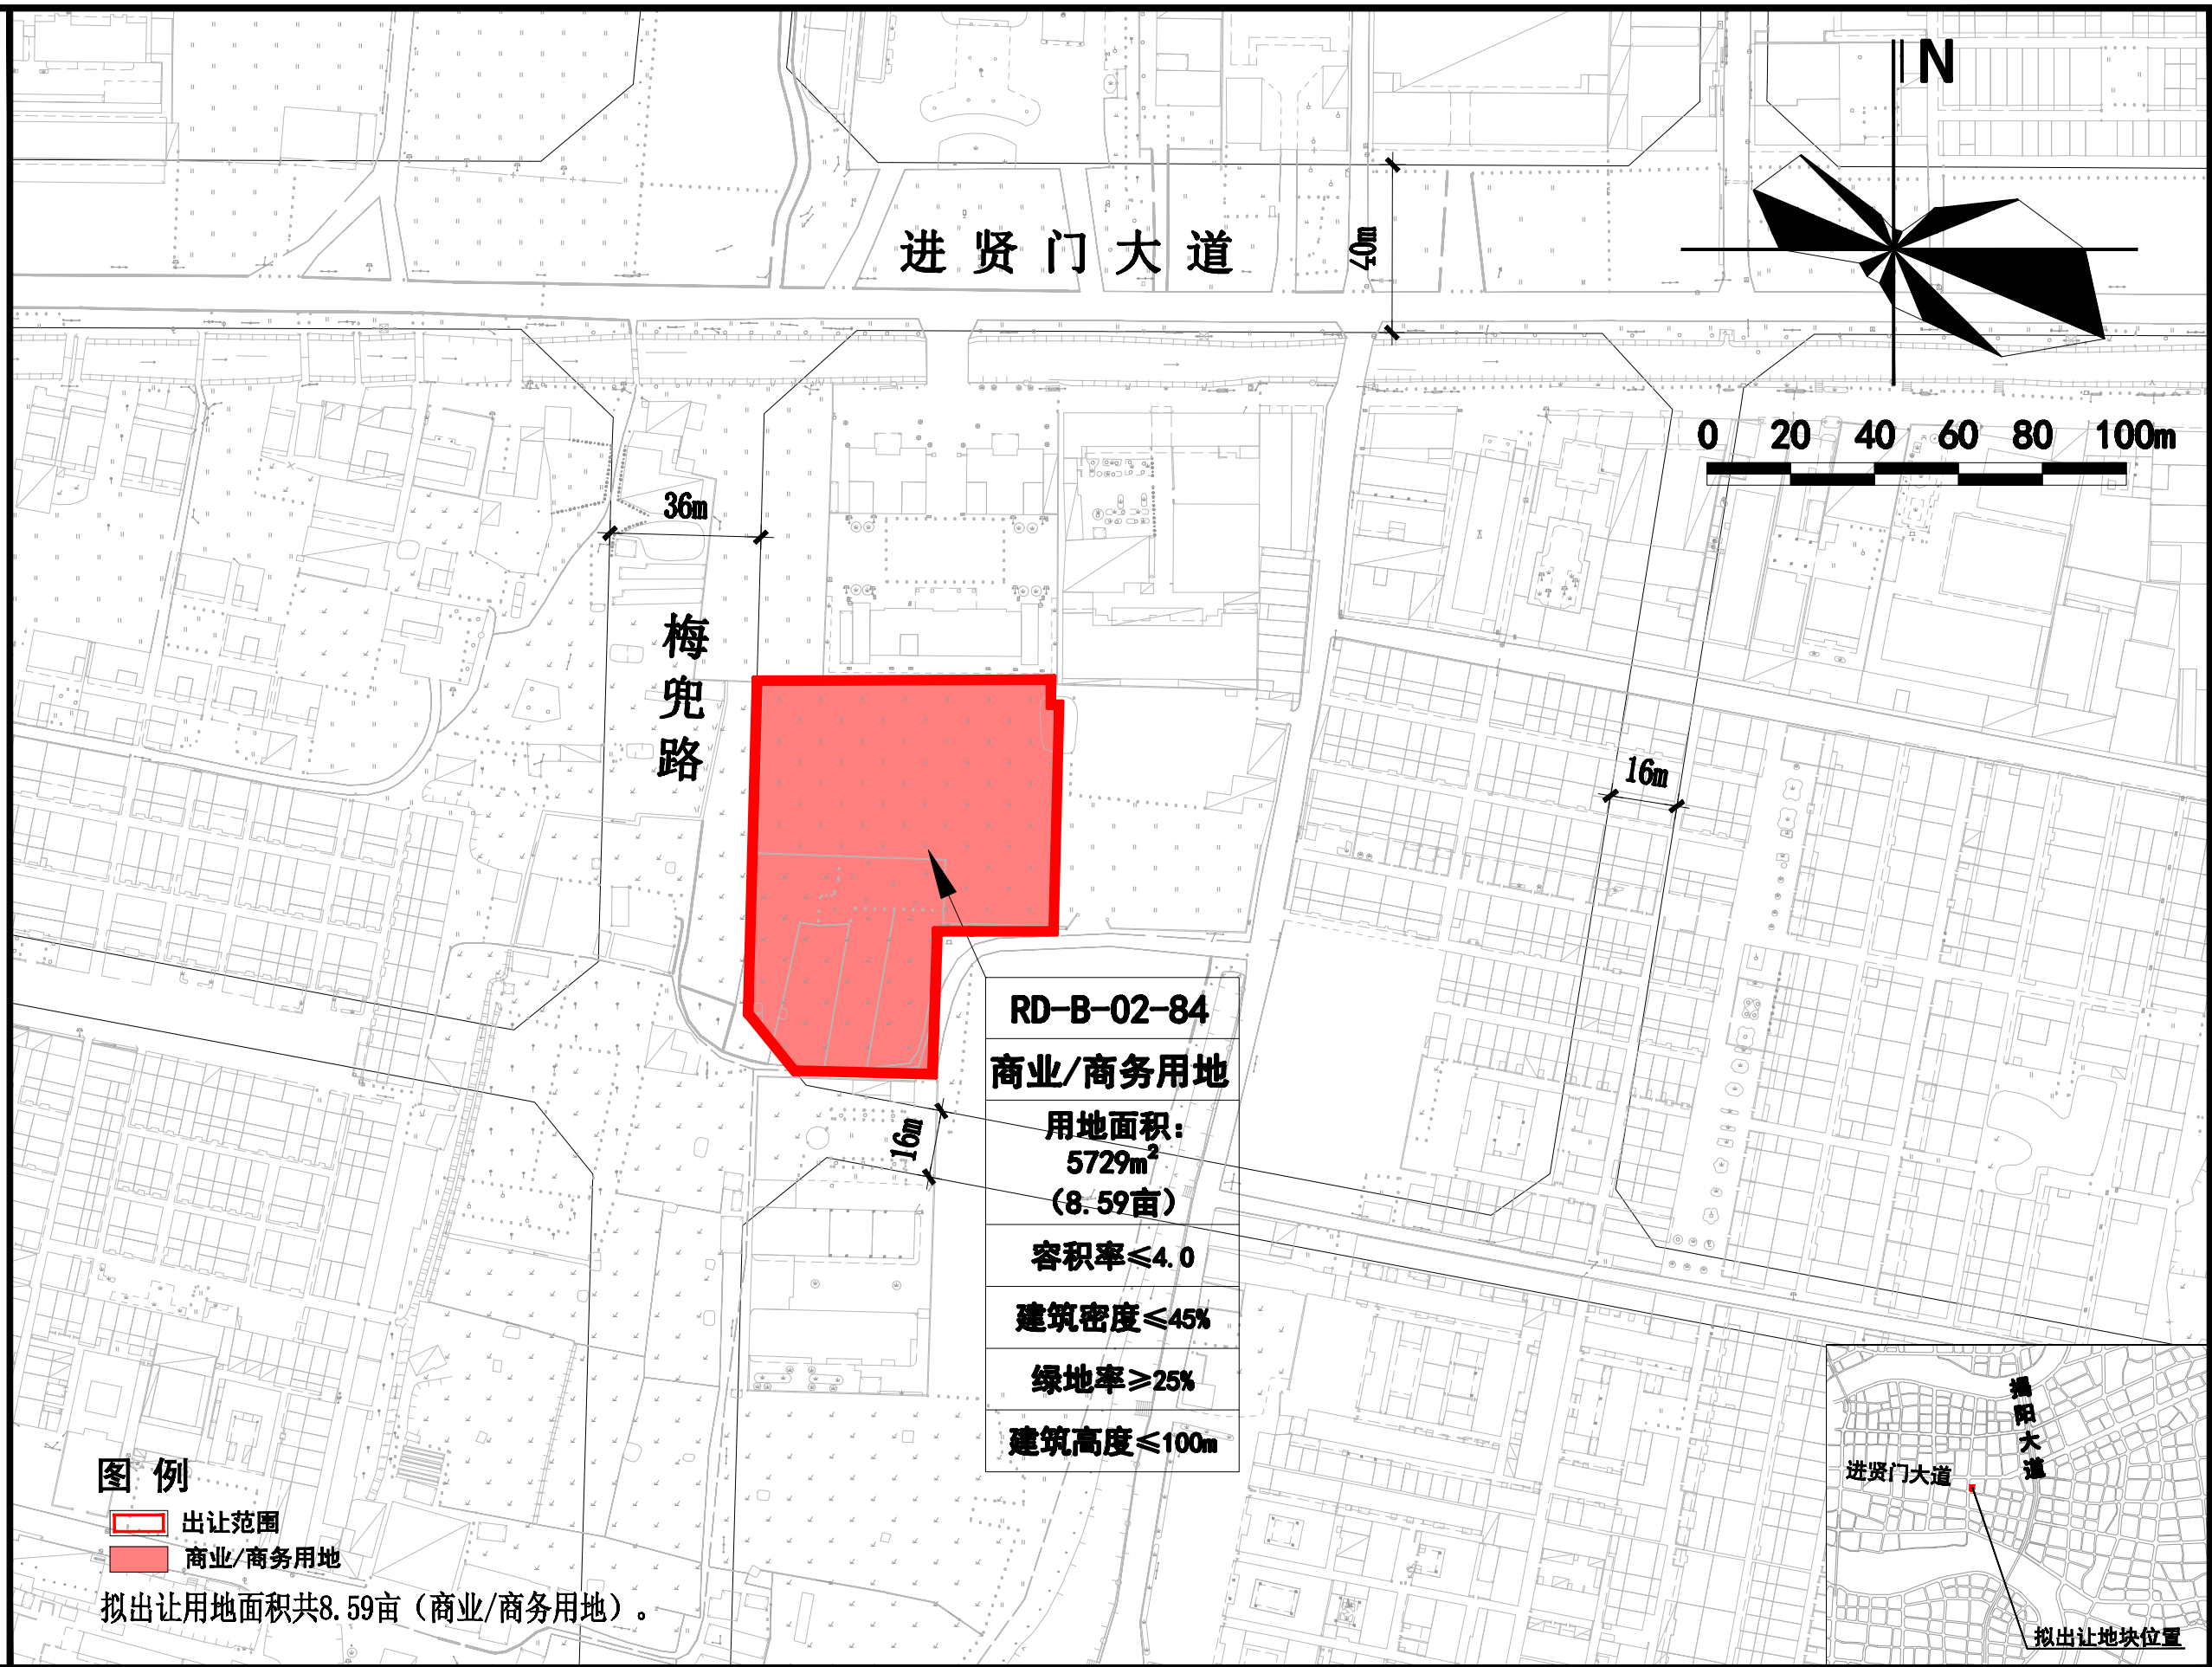 N
进贤门大道
40m
0 20 40 60 80 100m
36m
梅兜路
16m
RD-B-02-84
商业/商务用地
用地面积：
5729m²
（8.59亩）
16m
容积率≤4.0
建筑密度≤45%
绿地率≥25%
建筑高度≤100m
揭阳大道
进贤门大道
拟出让地块位置
图例
出让范围
商业/商务用地
拟出让用地面积共8.59亩（商业/商务用地）。